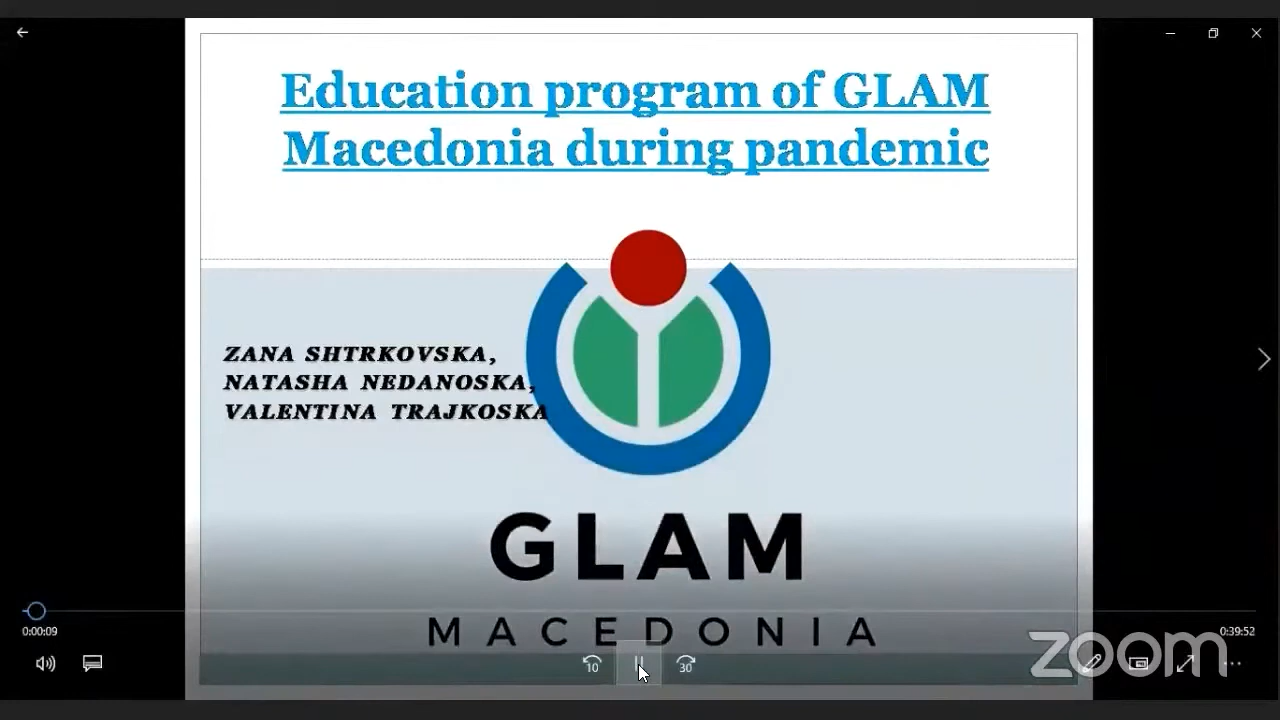 Education program of GLAM
Macedonia during pandemic
ZANA SHTRKOVSKA,
NATASHA NEDANOSKA,
VALENTINA TRAJKOSKA
GLAM
MACEDONIA
0:00:09
0:39:52
10
30
zoom